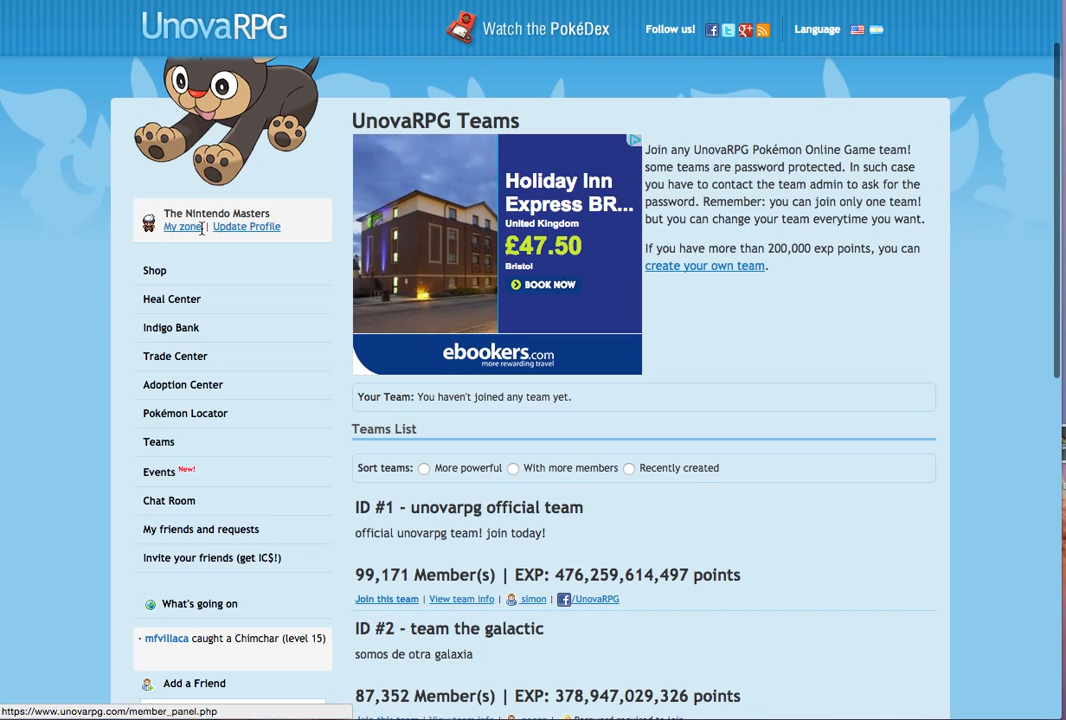 UnovaRPG
Watch the PokéDex
Follow us!
Language
The Nintendo Masters
My zone | Update Profile
Shop
Heal Center
Indigo Bank
Trade Center
Adoption Center
Pokémon Locator
Teams
Events New!
Chat Room
My friends and requests
Invite your friends (get IC$!)
What's going on
· mfvillaca caught a Chimchar (level 15)
Add a Friend
UnovaRPG Teams
Holiday Inn
Express BR...
United Kingdom
£47.50
Bristol
BOOK NOW
ebookers.com
more rewarding travel
Join any UnovaRPG Pokémon Online Game team!
some teams are password protected. In such case
you have to contact the team admin to ask for the
password. Remember: you can join only one team!
but you can change your team everytime you want.
If you have more than 200,000 exp points, you can
create your own team.
Your Team: You haven't joined any team yet.
Teams List
Sort teams: More powerful With more members Recently created
ID #1 - unovarpg official team
official unovarpg team! join today!
99,171 Member(s) | EXP: 476,259,614,497 points
Join this team | View team info | simon | /UnovaRPG
ID #2 - team the galactic
somos de otra galaxia
87,352 Member(s) | EXP: 378,947,029,326 points
https://www.unovarpg.com/member_panel.php